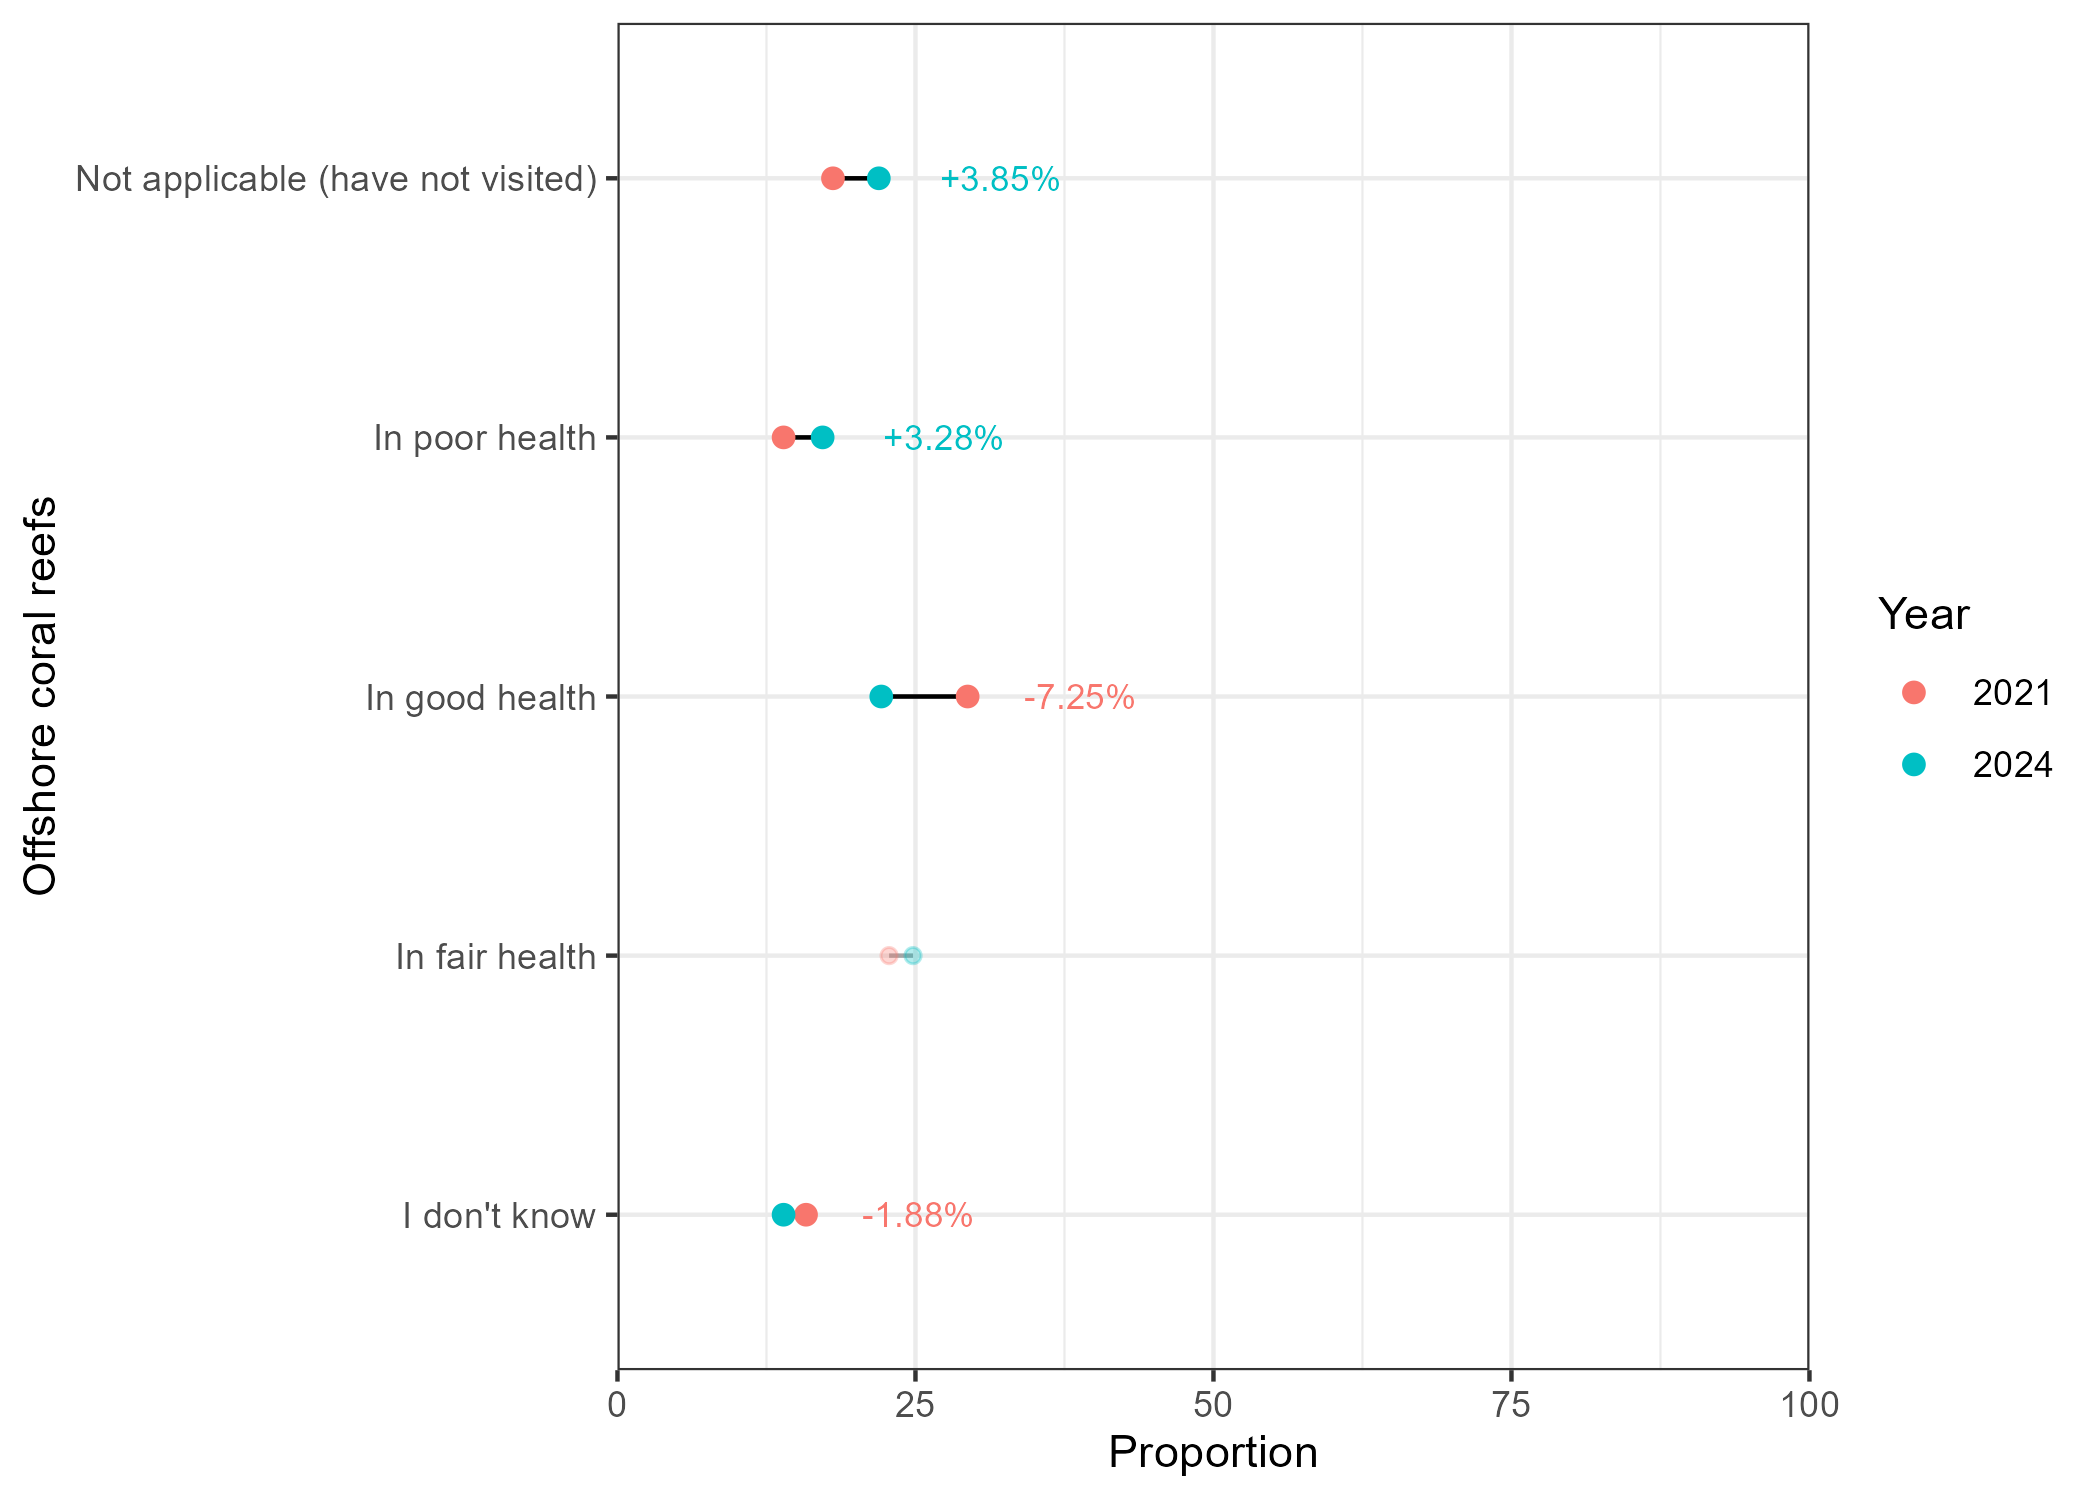 Offshore coral reefs
Not applicable (have not visited)
+3.85%
In poor health
+3.28%
In good health
-7.25%
In fair health
I don't know
-1.88%
0 25 50 75 100
Proportion
Year
2021
2024